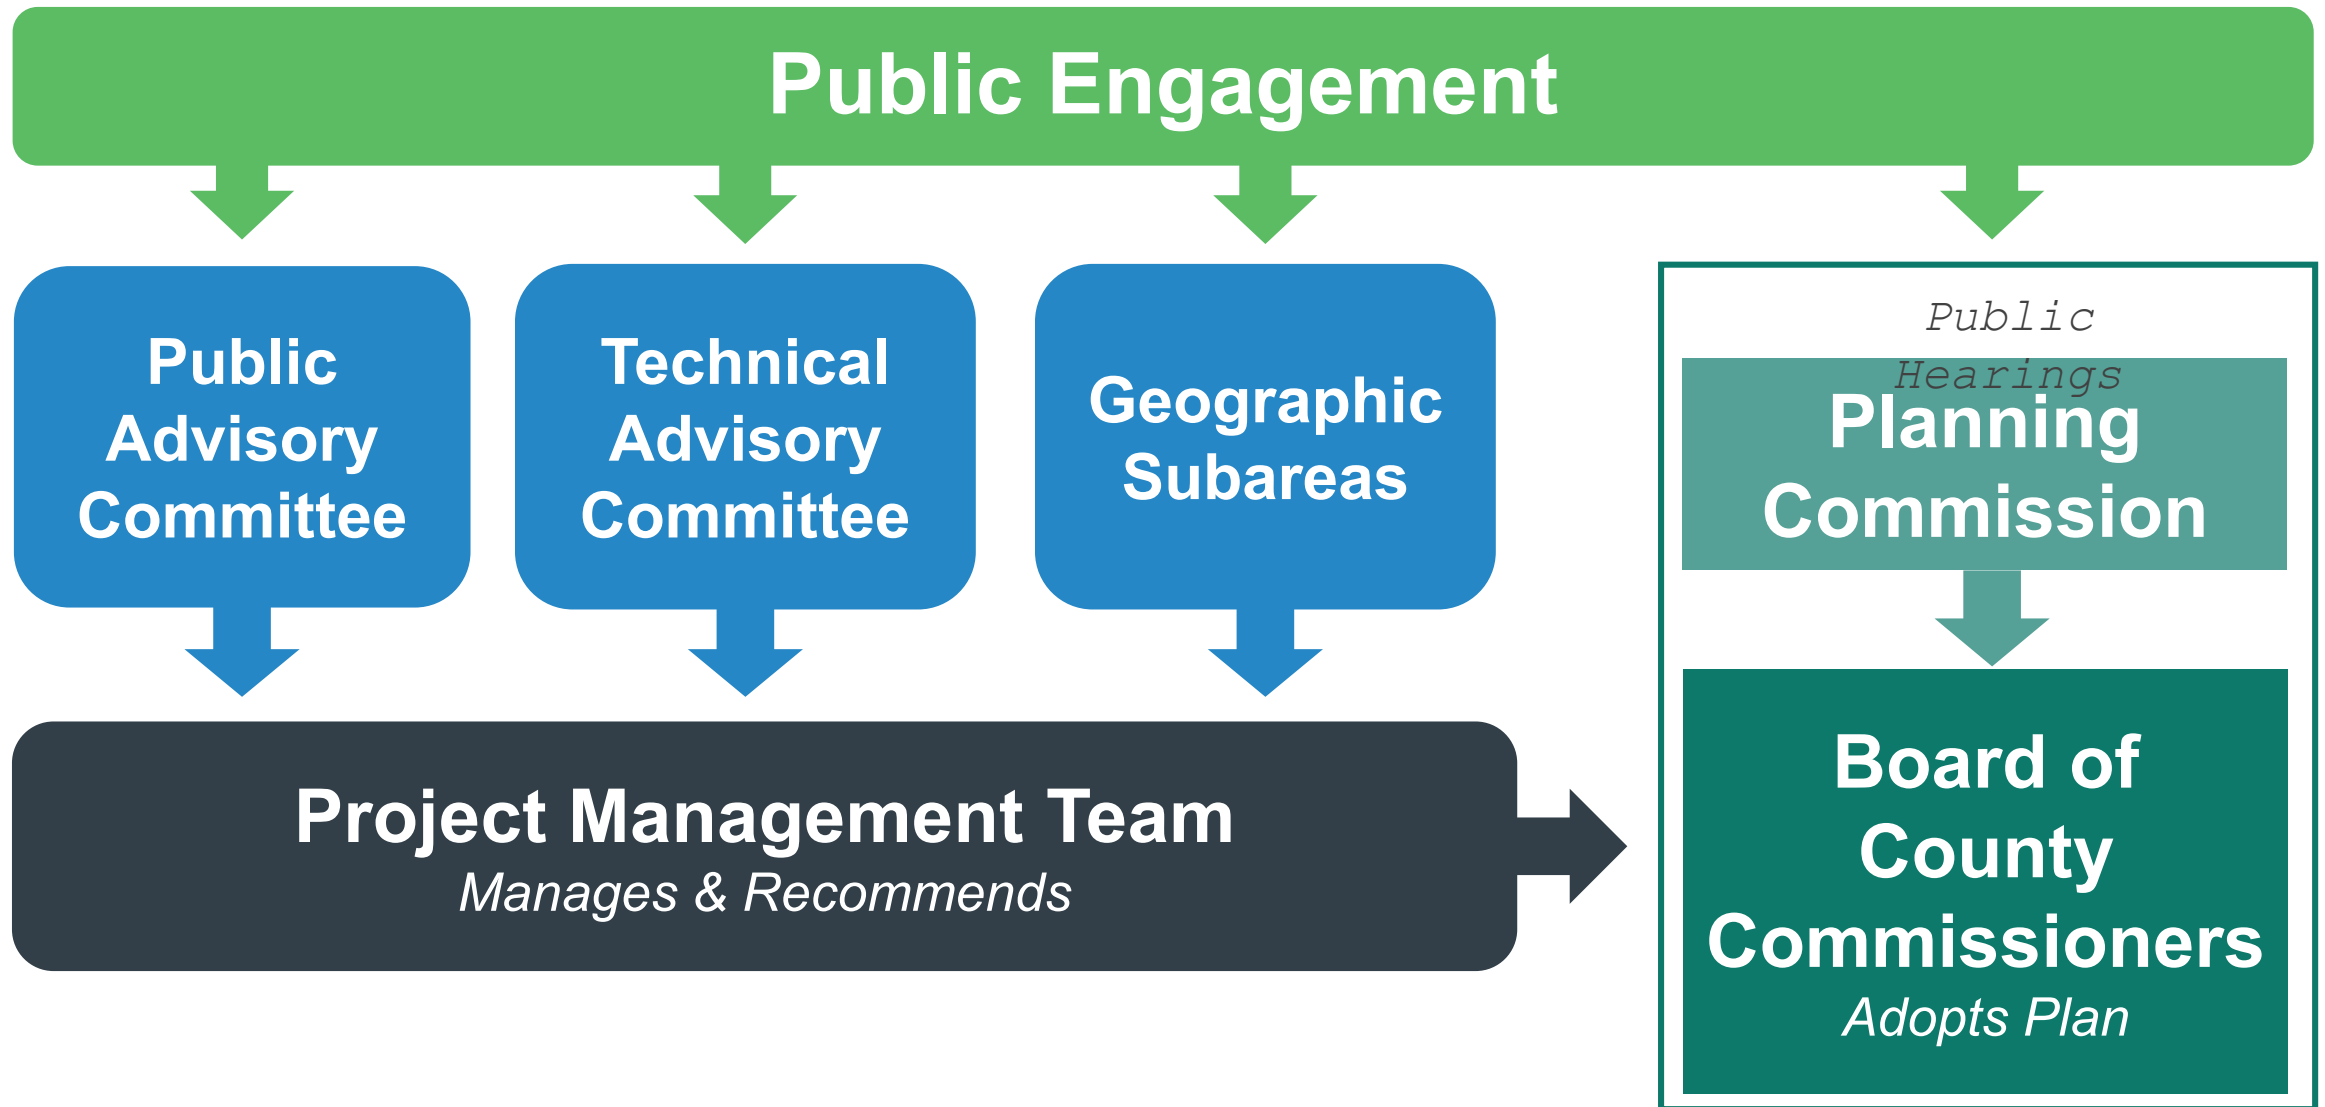 Public Engagement
Public
Advisory
Committee
Technical
Advisory
Committee
Geographic
Subareas
Project Management Team
Manages & Recommends
Public
Hearings
Planning
Commission
Board of
County
Commissioners
Adopts Plan